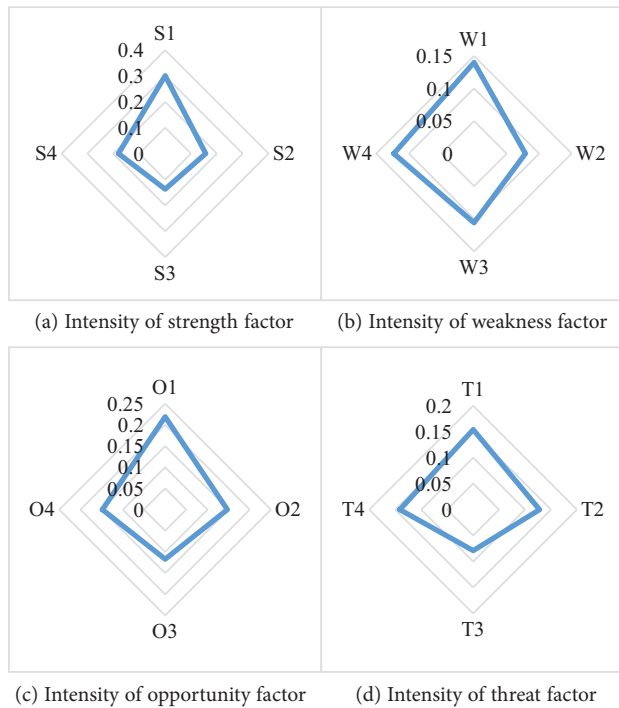 S1
0.4
0.3
0.2
0.1
0
S4
S2
S3
(a) Intensity of strength factor
W1
0.15
0.1
0.05
0
W4
W2
W3
(b) Intensity of weakness factor
O1
0.25
0.2
0.15
0.1
0.05
0
O4
O2
O3
(c) Intensity of opportunity factor
T1
0.2
0.15
0.1
0.05
0
T4
T2
T3
(d) Intensity of threat factor